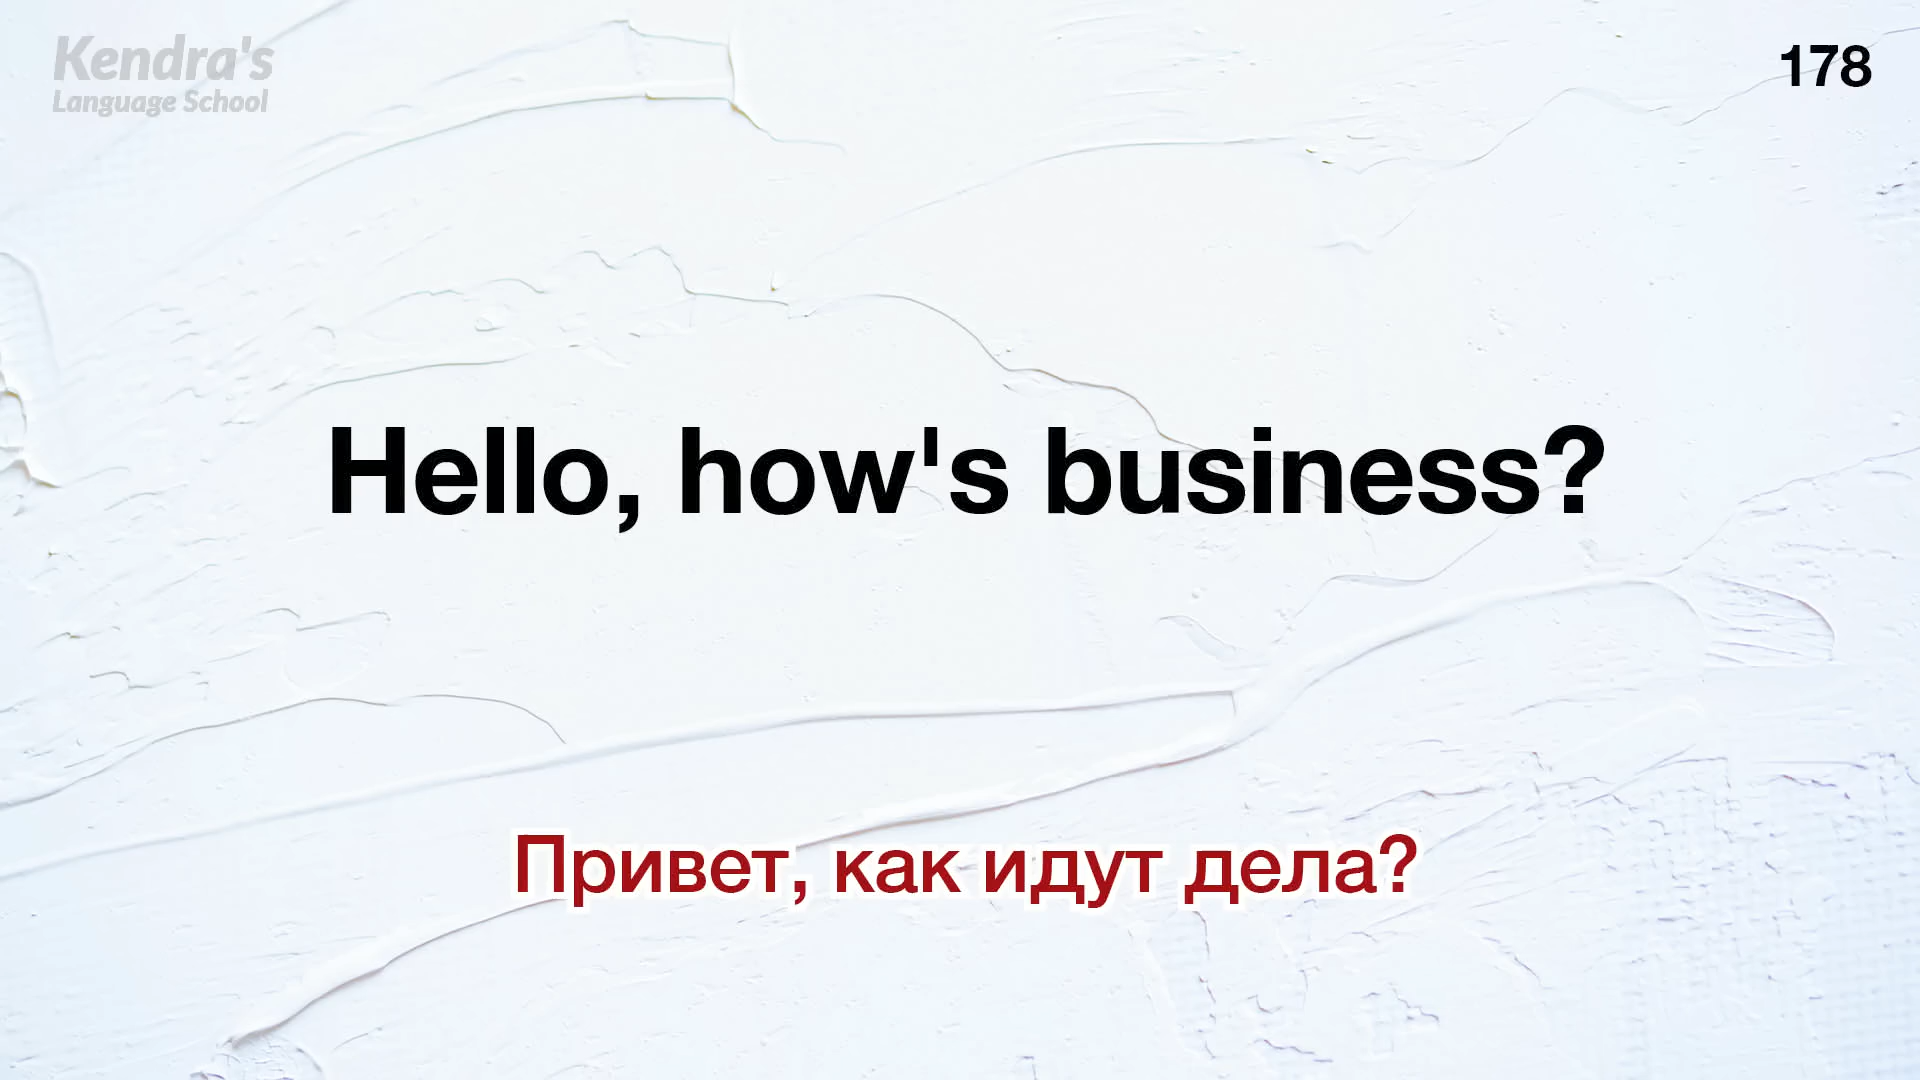 Kendra's
Language School
178
Hello, how's business?
Привет, как идут дела?